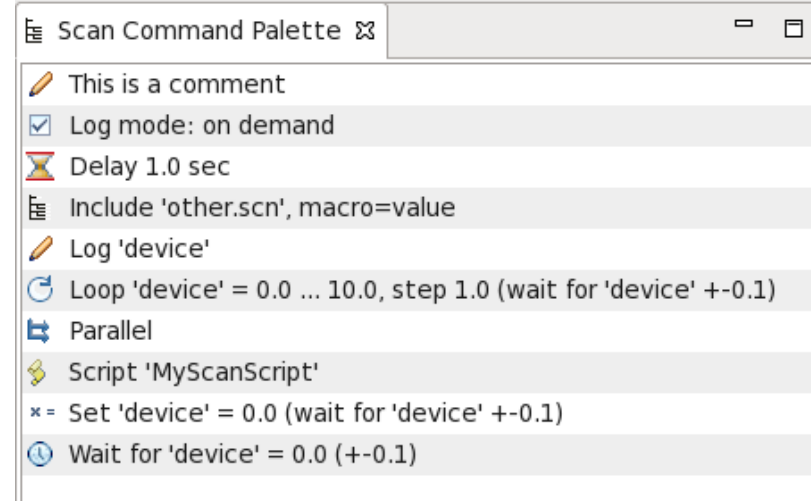 Scan Command Palette
This is a comment
Log mode: on demand
Delay 1.0 sec
Include 'other.scn', macro=value
Log 'device'
Loop 'device' = 0.0 ... 10.0, step 1.0 (wait for 'device' +-0.1)
Parallel
Script 'MyScanScript'
x = Set 'device' = 0.0 (wait for 'device' +-0.1)
Wait for 'device' = 0.0 (+-0.1)